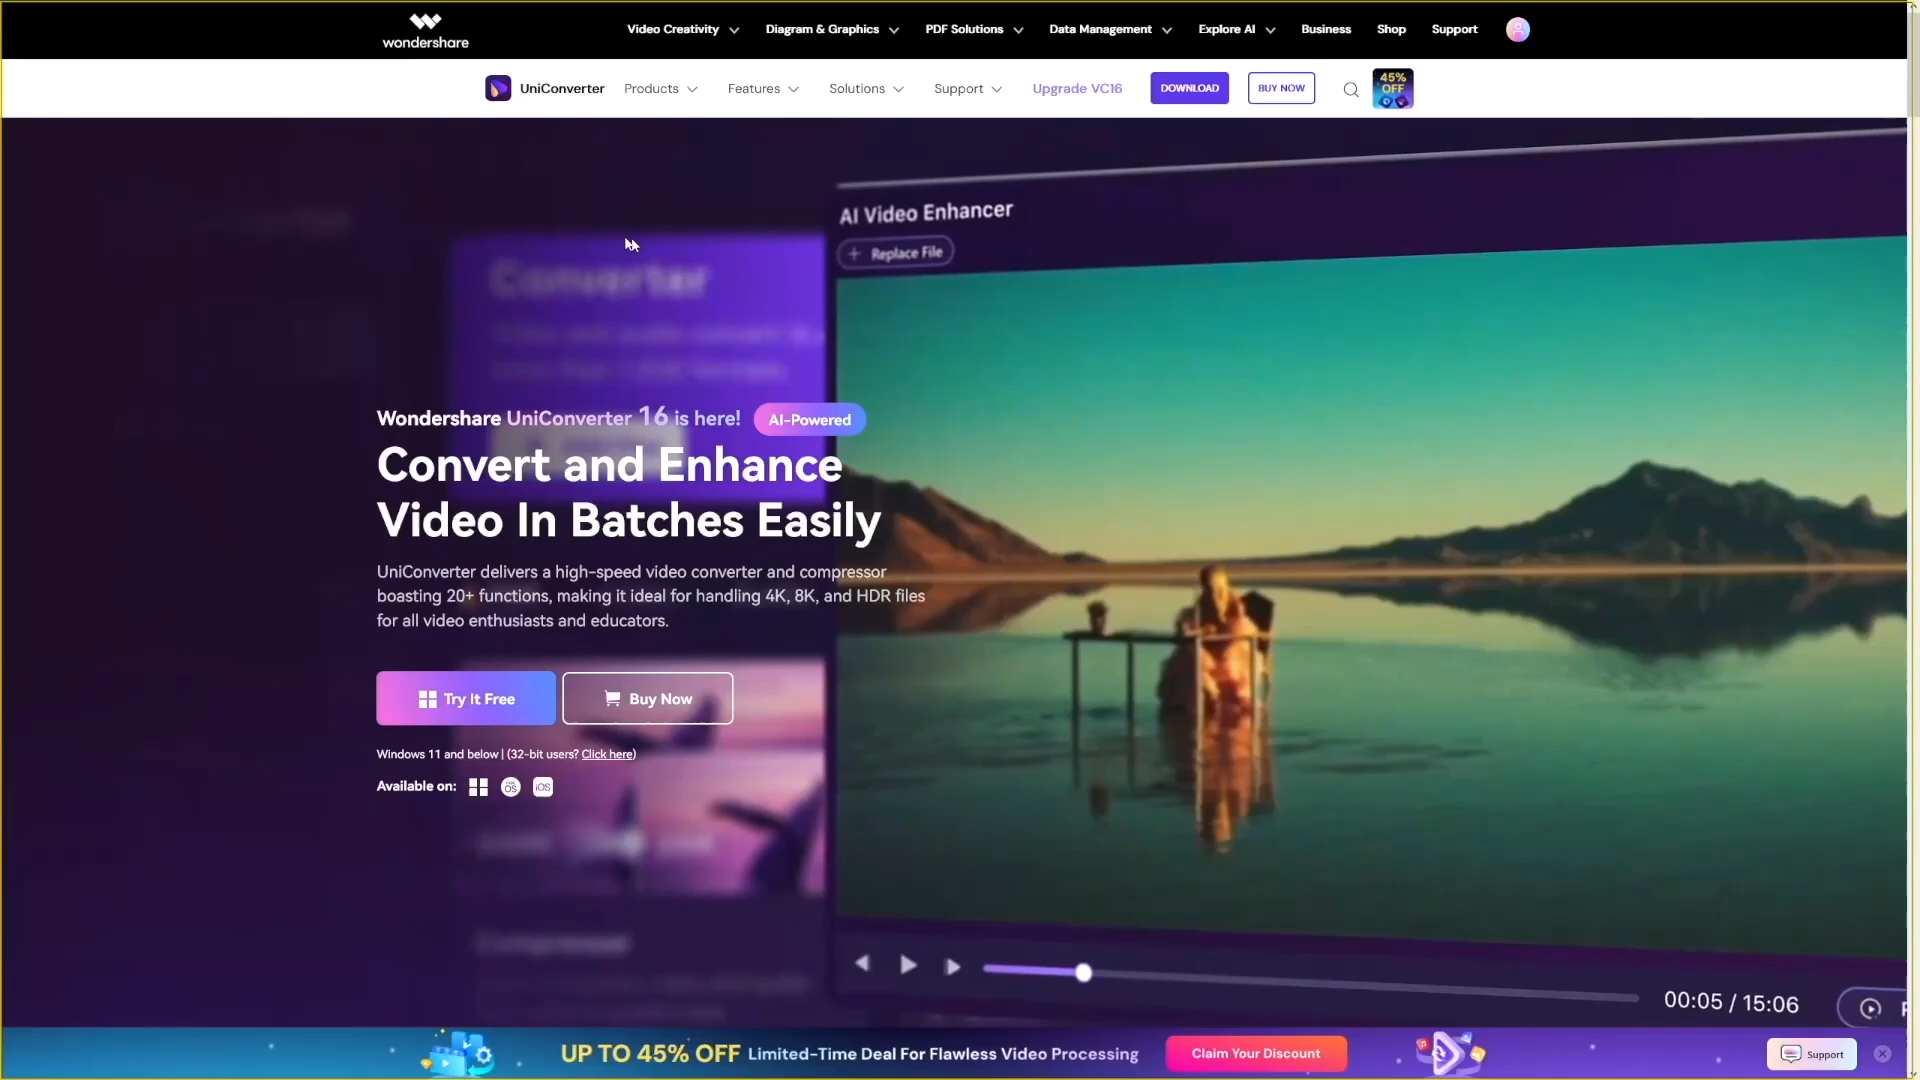 wondershare
Video Creativity
Diagram & Graphics
PDF Solutions
Data Management
Explore AI
Business
Shop
Support
UniConverter
Products
Features
Solutions
Support
Upgrade VC16
DOWNLOAD
BUY NOW
45%
OFF
AI Video Enhancer
+ Replace File
Converter
Wondershare UniConverter 16 is here!
AI-Powered
Convert and Enhance
Video In Batches Easily
UniConverter delivers a high-speed video converter and compressor
boasting 20+ functions, making it ideal for handling 4K, 8K, and HDR files
for all video enthusiasts and educators.
Try It Free
Buy Now
Windows 11 and below | (32-bit users? Click here)
Available on:
iOS
Compressor
00:05 / 15:06
UP TO 45% OFF Limited-Time Deal For Flawless Video Processing
Claim Your Discount
Support